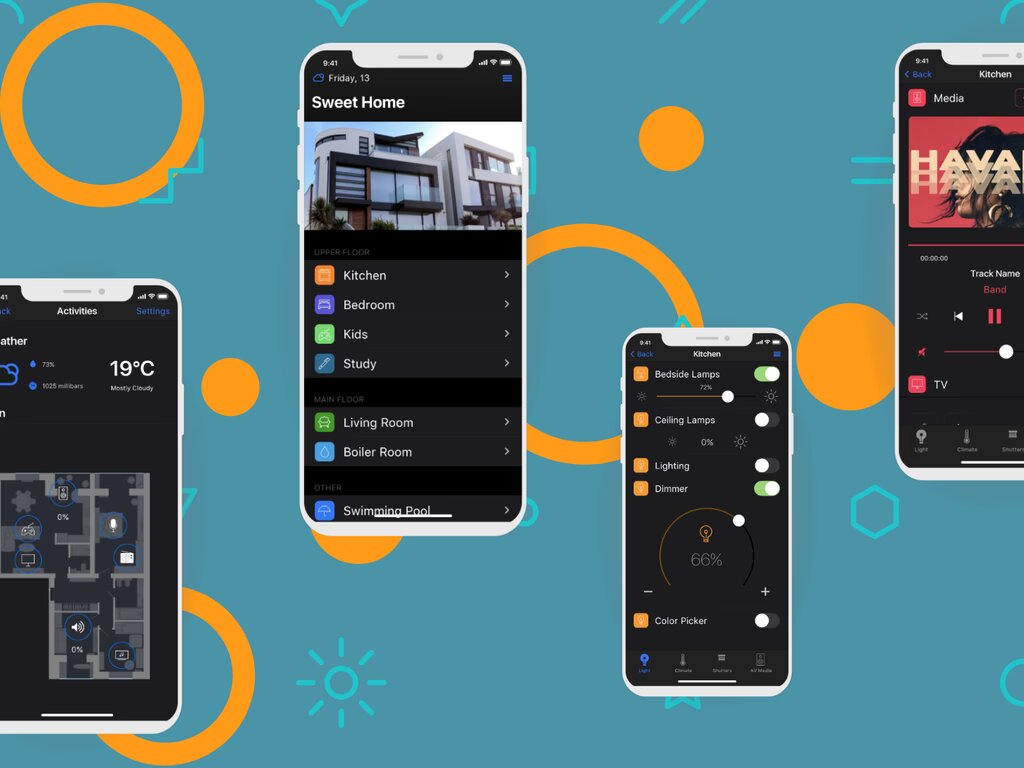 9:41
Friday, 13
Sweet Home
UPPER FLOOR
Kitchen
Bedroom
Kids
Study
MAIN FLOOR
Living Room
Boiler Room
OTHER
Swimming Pool
41
ack
Activities
Settings
eather
73%
1025 millibars
19°C
Mostly Cloudy
n
0%
0%
9:41
Back
Kitchen
Bedside Lamps
72%
Ceiling Lamps
0%
Lighting
Dimmer
66%
Color Picker
Light
Climate
Shutters
AV Media
9:41
Back
Kitchen
Media
HAVA
HAVA
00:00:00
Track Name
Band
TV
Light
Climate
Shutters